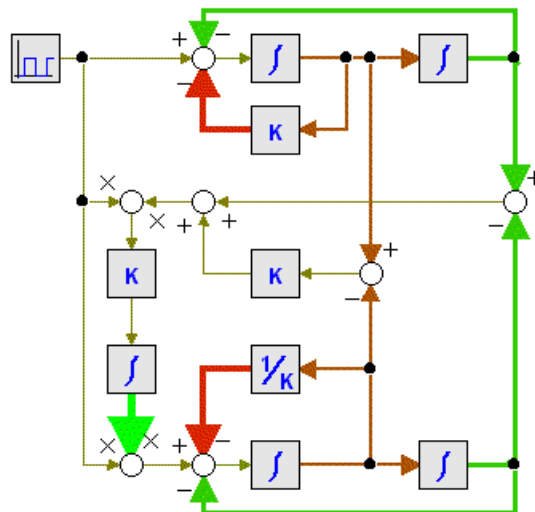 + −
∫ ∫
−
K
× + −
× + +
K K
+
−
∫ 1/K
× × + −
∫ ∫
−